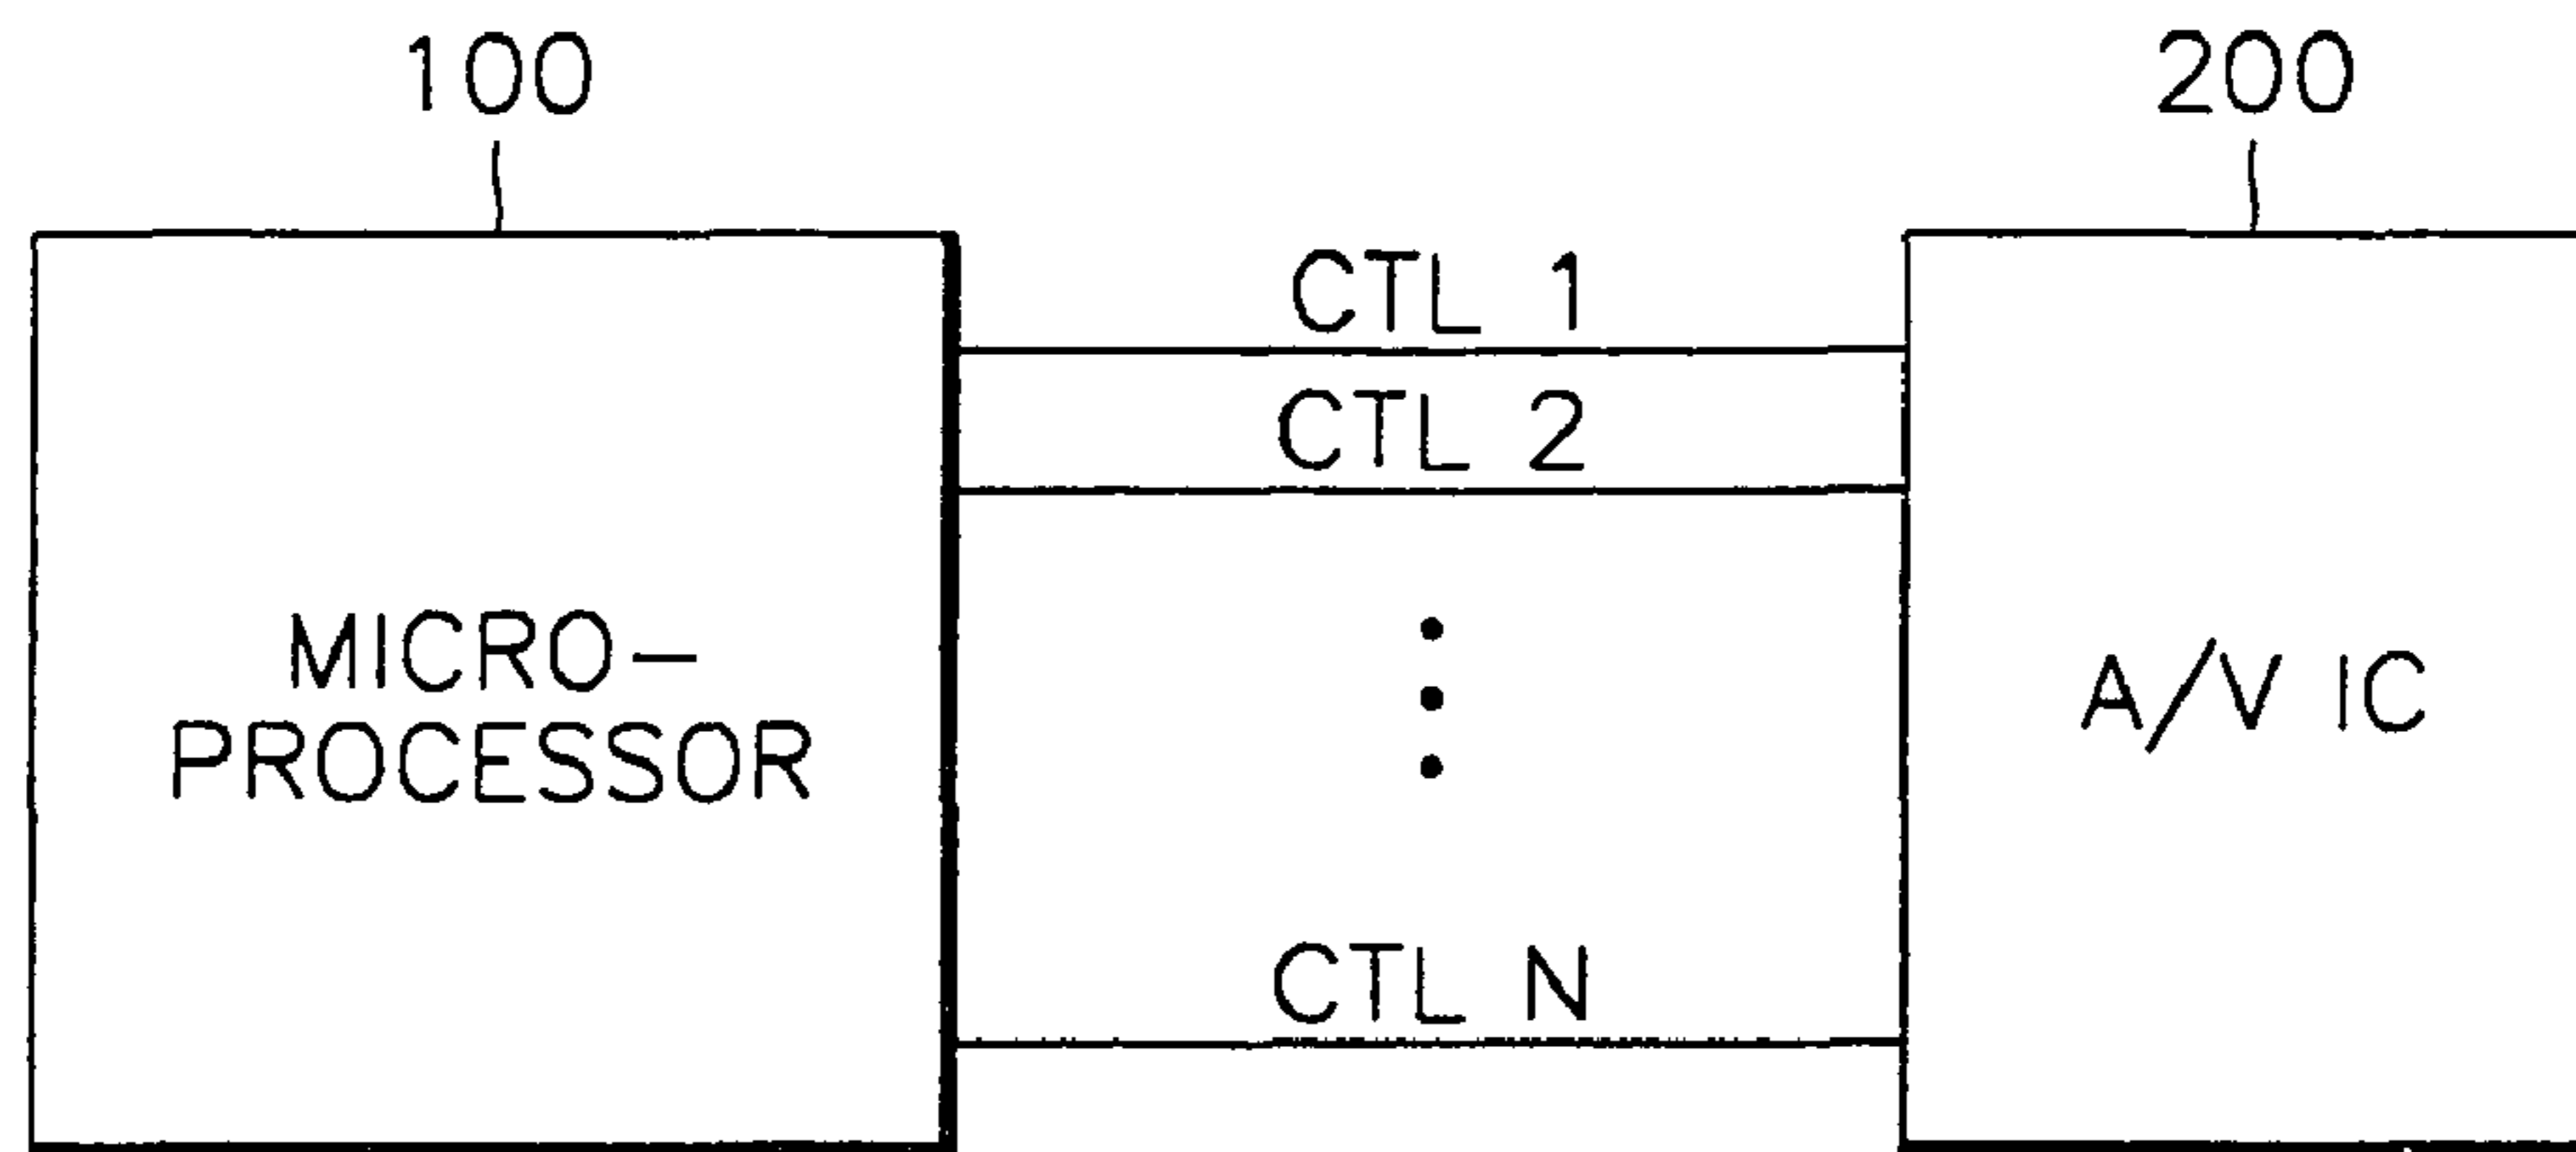 100
200
CTL 1
CTL 2
MICRO-
PROCESSOR
A/V IC
CTL N